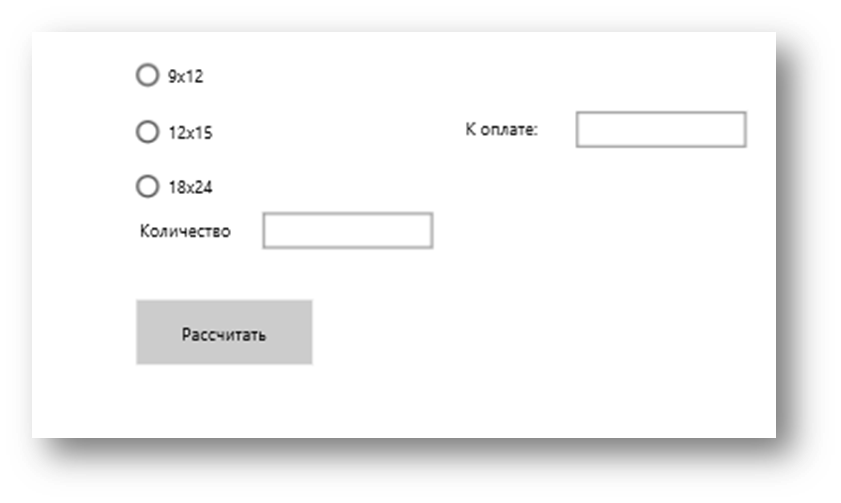 9x12
12x15
К оплате:
18x24
Количество
Рассчитать